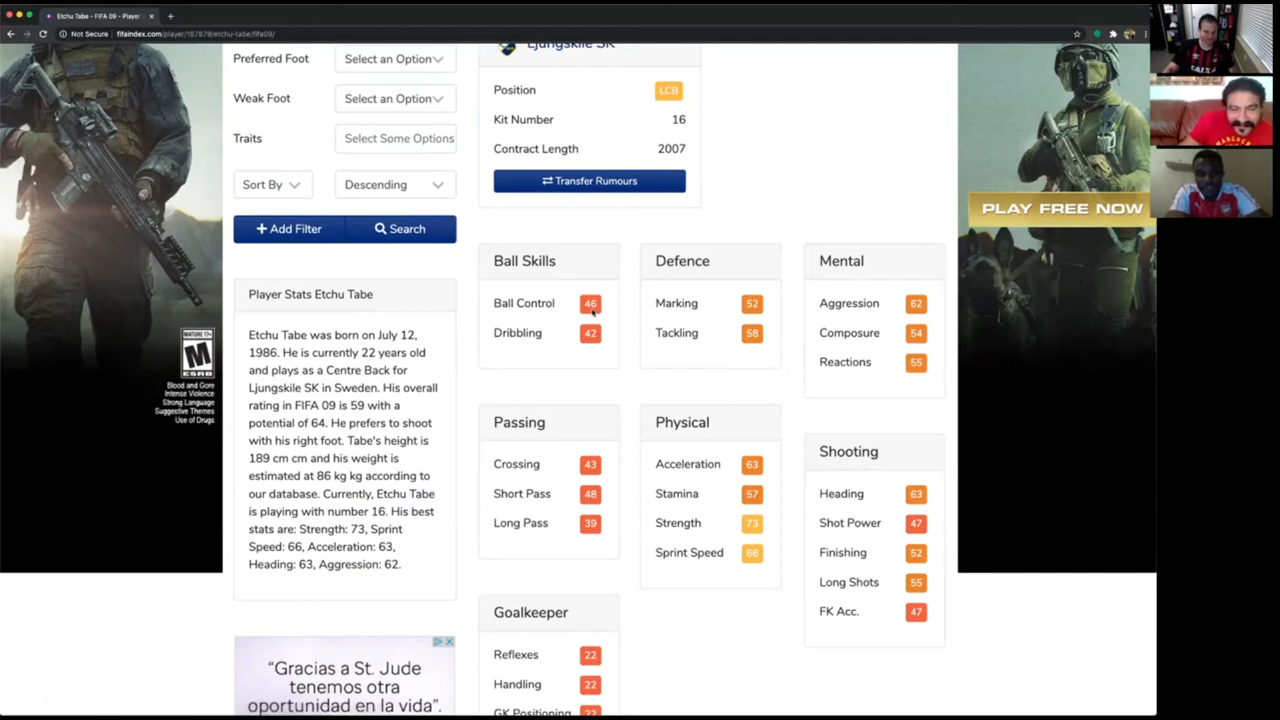 Etchu Tabe - FIFA 09 - Player
Not Secure | fifaindex.com/player/187879/etchu-tabe/fifa09/
Preferred Foot
Select an Option
Weak Foot
Select an Option
Traits
Select Some Options
Sort By
Descending
Add Filter
Search
Player Stats Etchu Tabe
Etchu Tabe was born on July 12,
1986. He is currently 22 years old
and plays as a Centre Back for
Ljungskile SK in Sweden. His overall
rating in FIFA 09 is 59 with a
potential of 64. He prefers to shoot
with his right foot. Tabe's height is
189 cm cm and his weight is
estimated at 86 kg kg according to
our database. Currently, Etchu Tabe
is playing with number 16. His best
stats are: Strength: 73, Sprint
Speed: 66, Acceleration: 63,
Heading: 63, Aggression: 62.
"Gracias a St. Jude
tenemos otra
oportunidad en la vida".
Ljungskile SK
Position LCB
Kit Number 16
Contract Length 2007
Transfer Rumours
Ball Skills
Ball Control 46
Dribbling 42
Defence
Marking 52
Tackling 58
Mental
Aggression 62
Composure 54
Reactions 55
Passing
Crossing 43
Short Pass 48
Long Pass 39
Physical
Acceleration 63
Stamina 57
Strength 73
Sprint Speed 66
Shooting
Heading 63
Shot Power 47
Finishing 52
Long Shots 55
FK Acc. 47
Goalkeeper
Reflexes 22
Handling 22
GK Positioning 22
MATURE 17+
M
ESRB
Blood and Gore
Intense Violence
Strong Language
Suggestive Themes
Use of Drugs
PLAY FREE NOW